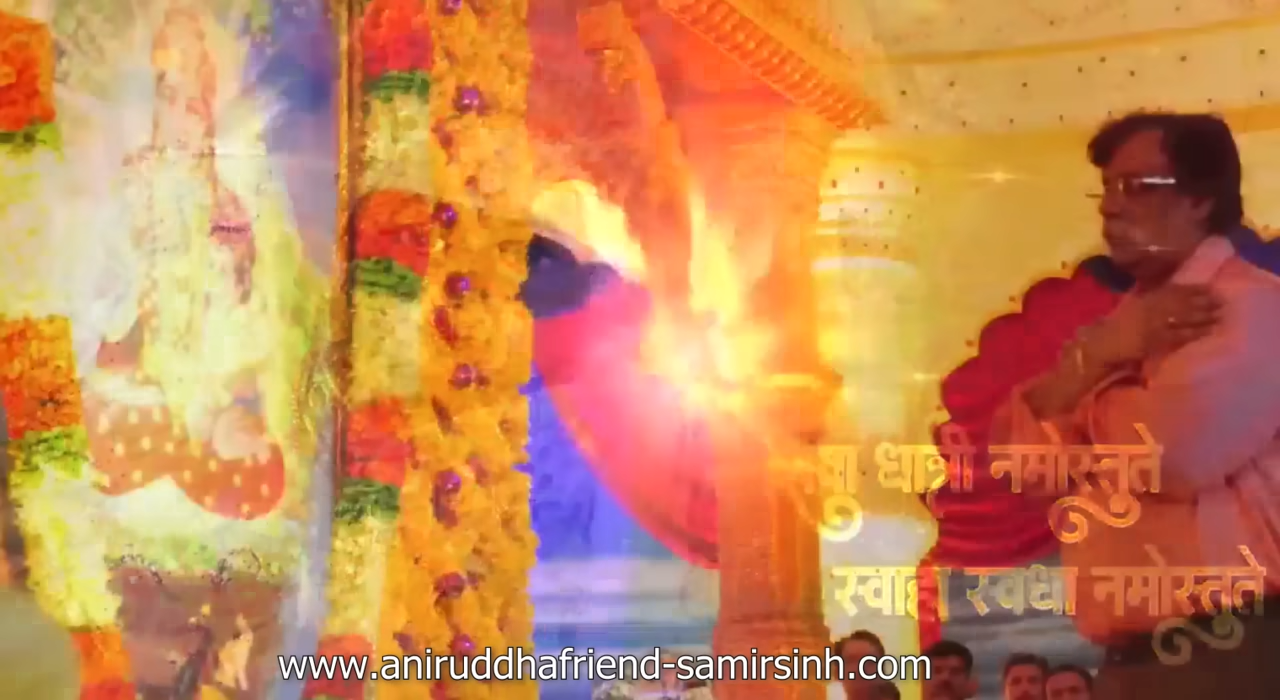 धात्री नमोस्तुते
स्वाहा स्वधा नमोस्तुते
www.aniruddhafriend-samirsinh.com